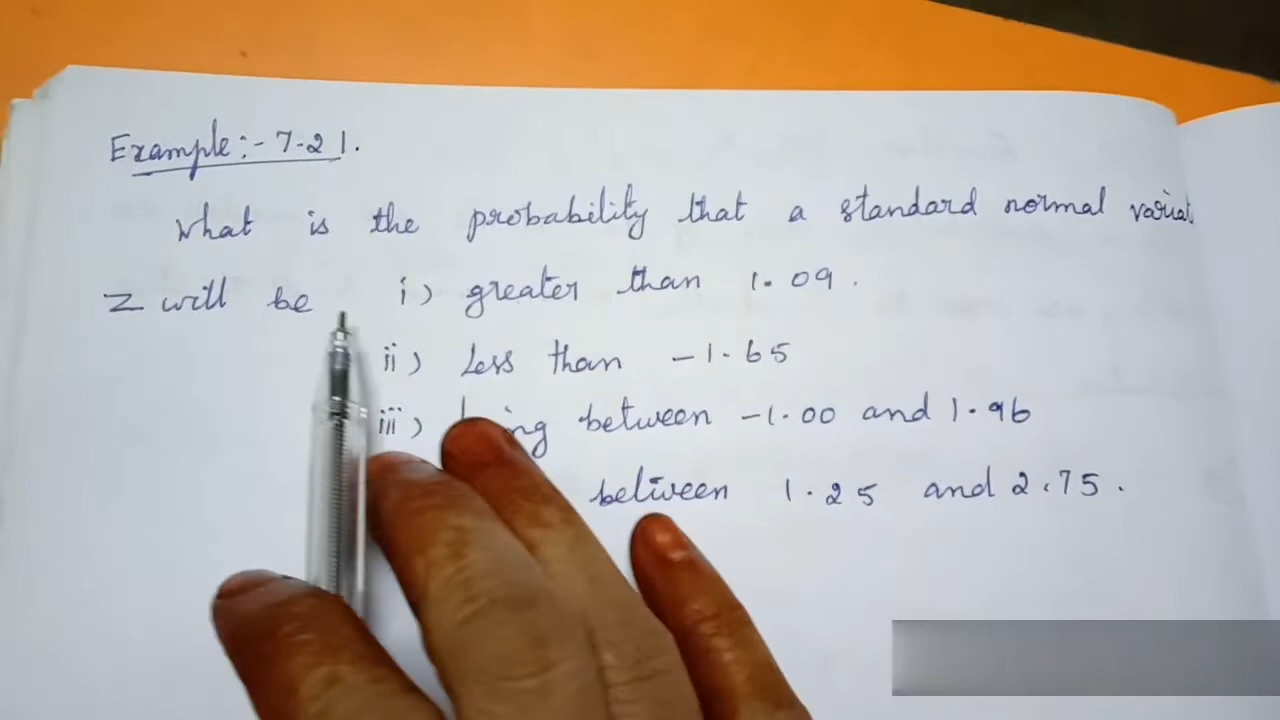 Example:- 7.21.
What is the probability that a standard normal variat
Z will be i) greater than 1.09.
ii) Less than -1.65
iii) between -1.00 and 1.96
between 1.25 and 2.75.